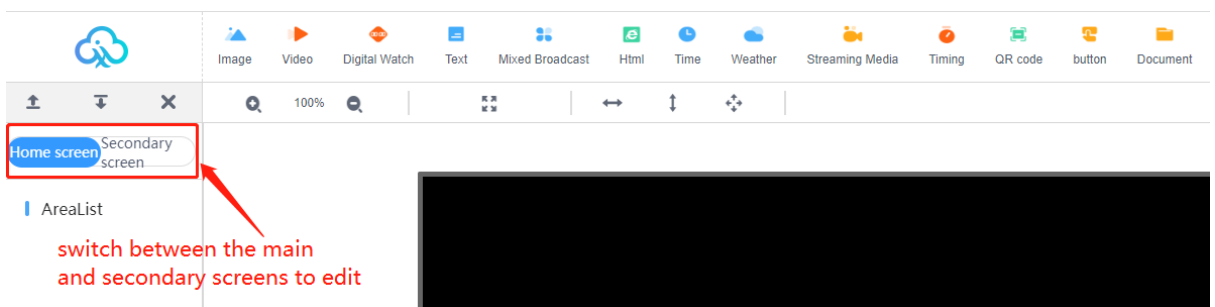 Image Video Digital Watch Text Mixed Broadcast Html Time Weather Streaming Media Timing QR code button Document
100%
Home screen
Secondary
screen
AreaList
switch between the main
and secondary screens to edit